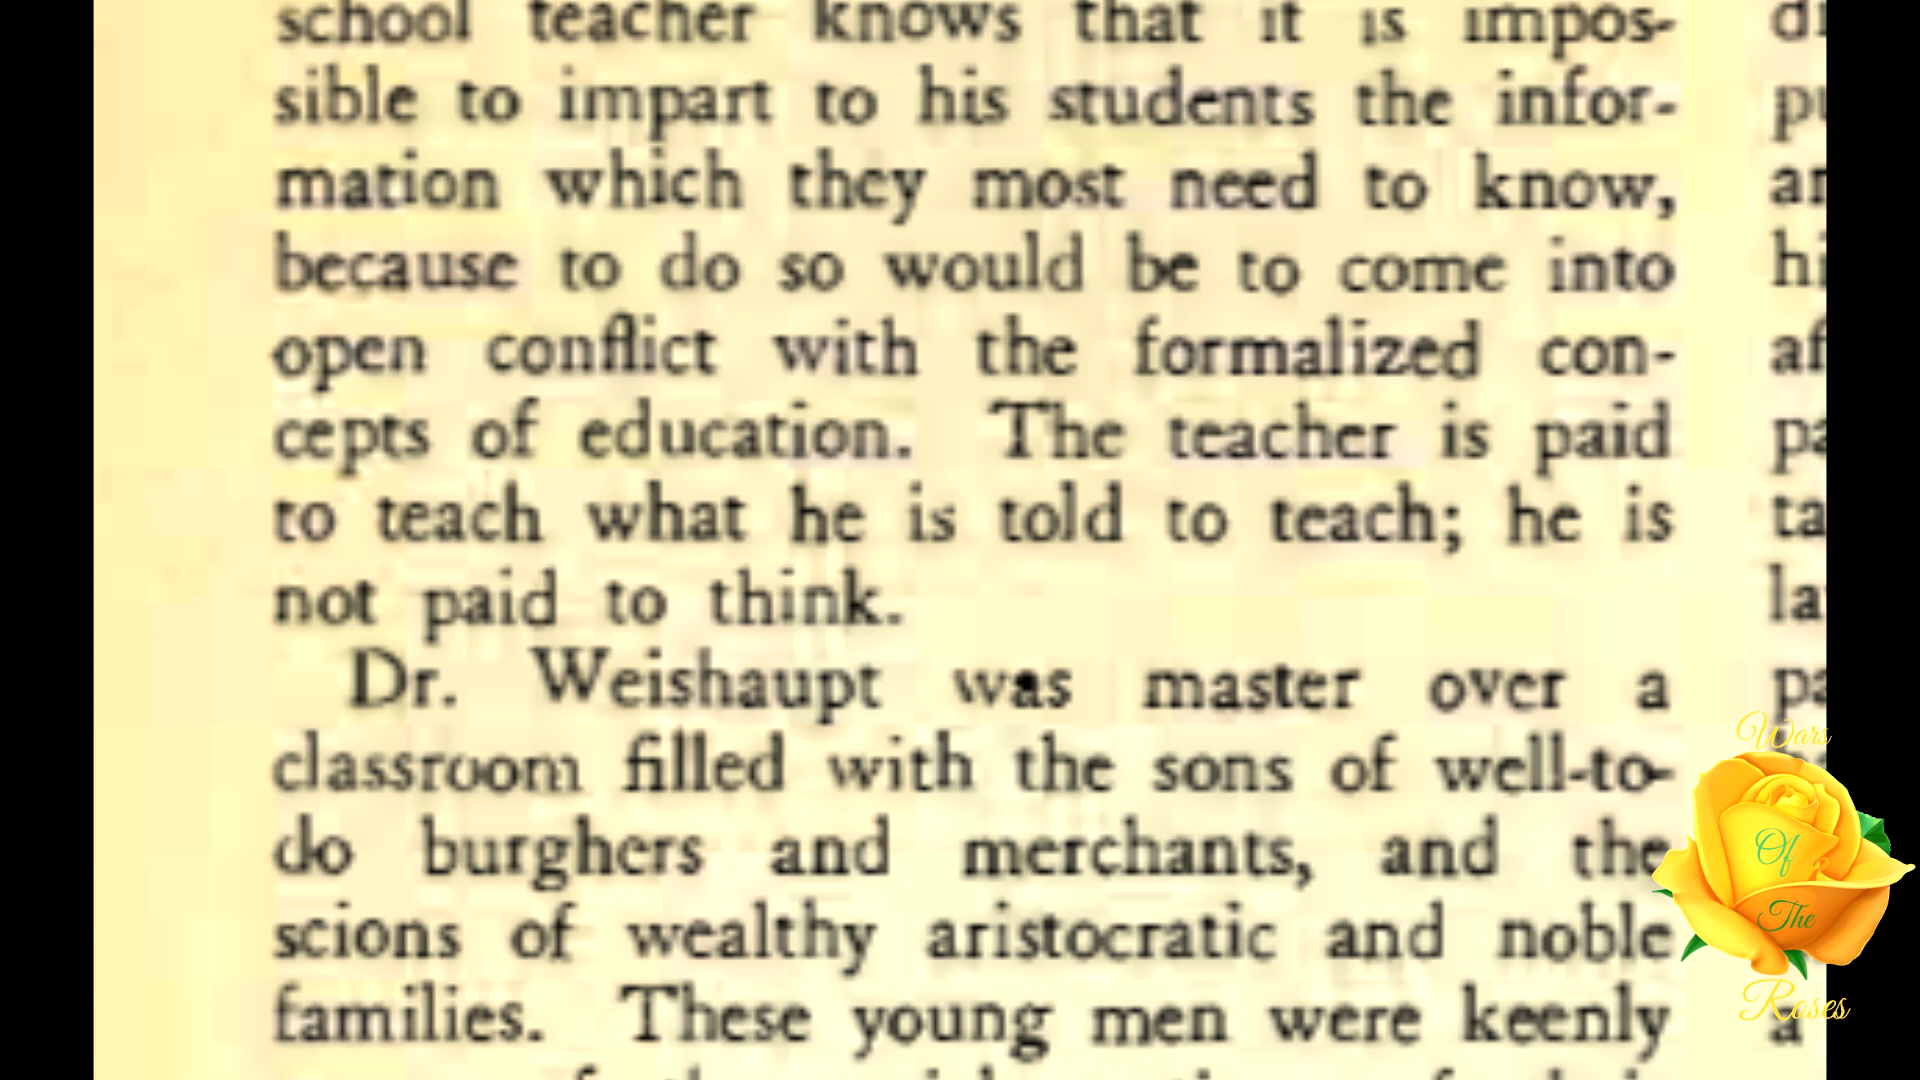 school teacher knows that it is impos-
sible to impart to his students the infor-
mation which they most need to know,
because to do so would be to come into
open conflict with the formalized con-
cepts of education. The teacher is paid
to teach what he is told to teach; he is
not paid to think.
Dr. Weishaupt was master over a
classroom filled with the sons of well-to-
do burghers and merchants, and the
scions of wealthy aristocratic and noble
families. These young men were keenly
Wars
Of
The
Roses